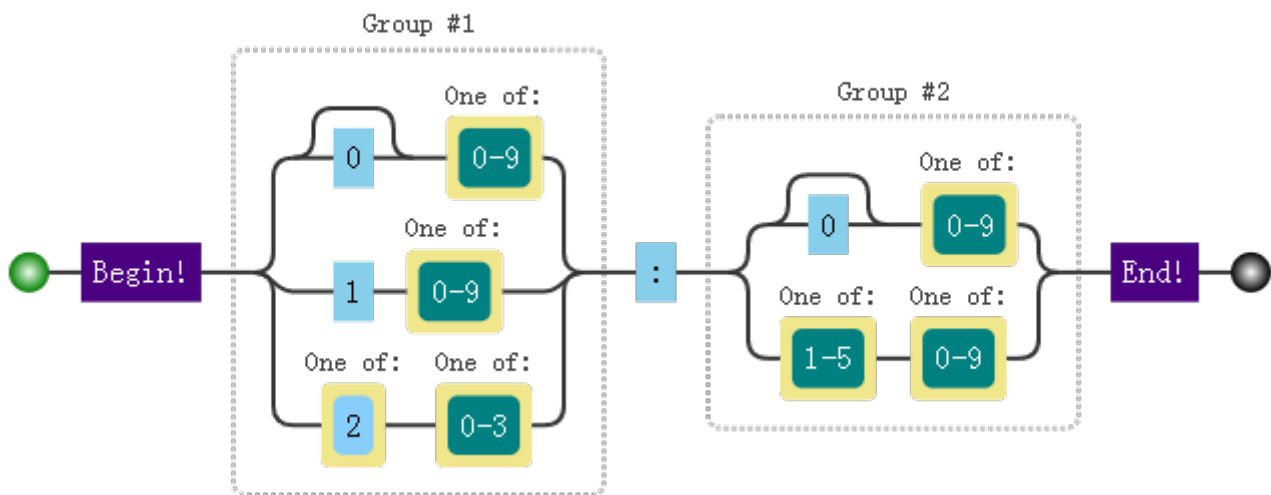 Group #1
One of:
0
0-9
One of:
1
0-9
One of:
One of:
2
0-3
Begin!
:
Group #2
One of:
0
0-9
One of:
One of:
1-5
0-9
End!